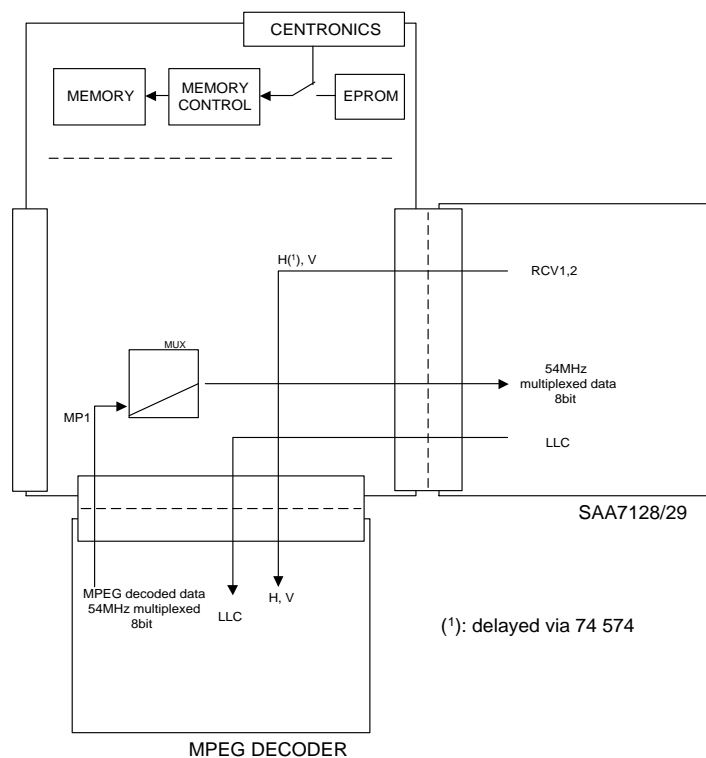 CENTRONICS
MEMORY
MEMORY
CONTROL
EPROM
H(¹), V
RCV1,2
MUX
54MHz
multiplexed data
8bit
MP1
LLC
SAA7128/29
MPEG decoded data
54MHz multiplexed
8bit
LLC
H, V
(¹): delayed via 74 574
MPEG DECODER